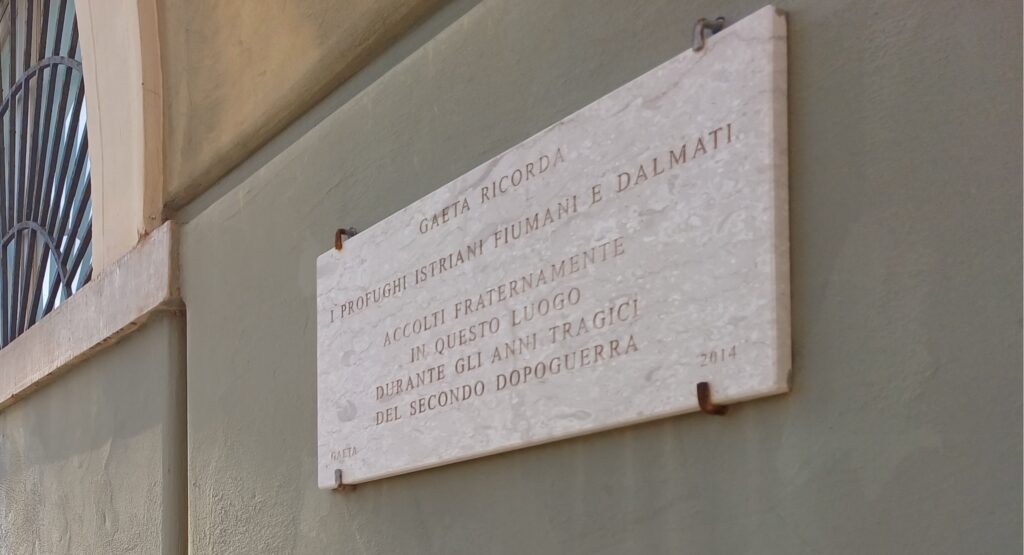 GAETA RICORDA
I PROFUGHI ISTRIANI FIUMANI E DALMATI
ACCOLTI FRATERNAMENTE
IN QUESTO LUOGO
DURANTE GLI ANNI TRAGICI
DEL SECONDO DOPOGUERRA
GAETA 2014